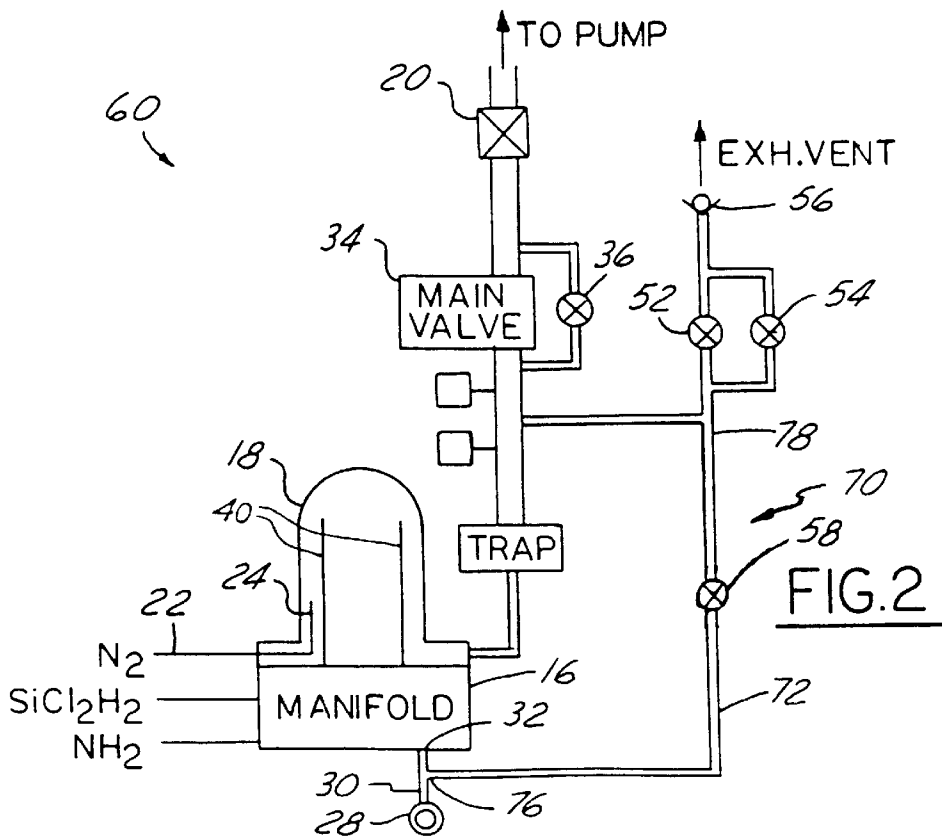 TO PUMP
20
60
EXH.VENT
56
34
36
MAIN
VALVE
52
54
78
18
40
70
TRAP
24
58
22
FIG.2
N2
16
SiCl2H2
MANIFOLD
32
72
NH2
30
76
28